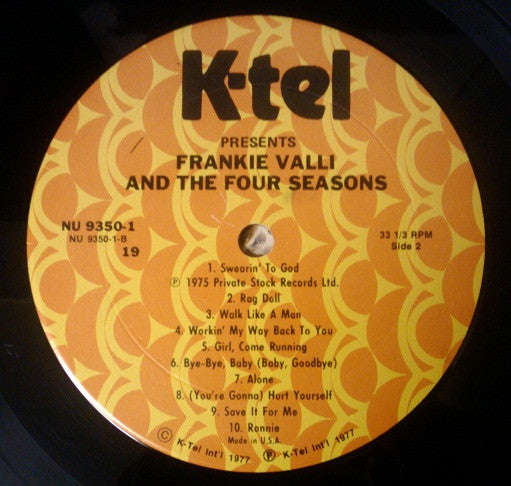 K-tel
PRESENTS
FRANKIE VALLI
AND THE FOUR SEASONS
NU 9350-1
NU 9350-1-B
19
33 1/3 RPM
Side 2
1. Swearin' To God
Ⓟ 1975 Private Stock Records Ltd.
2. Rag Doll
3. Walk Like A Man
4. Workin' My Way Back To You
5. Girl, Come Running
6. Bye-Bye, Baby (Baby, Goodbye)
7. Alone
8. (You're Gonna) Hurt Yourself
9. Save It For Me
10. Ronnie
Made in U.S.A.
© K-Tel Int'l 1977 Ⓟ K-Tel Int'l 1977